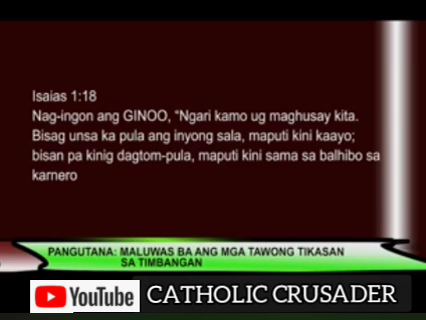 Isaias 1:18
Nag-ingon ang GINOO, "Ngari kamo ug maghusay kita.
Bisag unsa ka pula ang inyong sala, maputi kini kaayo;
bisan pa kinig dagtom-pula, maputi kini sama sa balhibo sa
karnero
PANGUTANA: MALUWAS BA ANG MGA TAWONG TIKASAN
SA TIMBANGAN
YouTube CATHOLIC CRUSADER